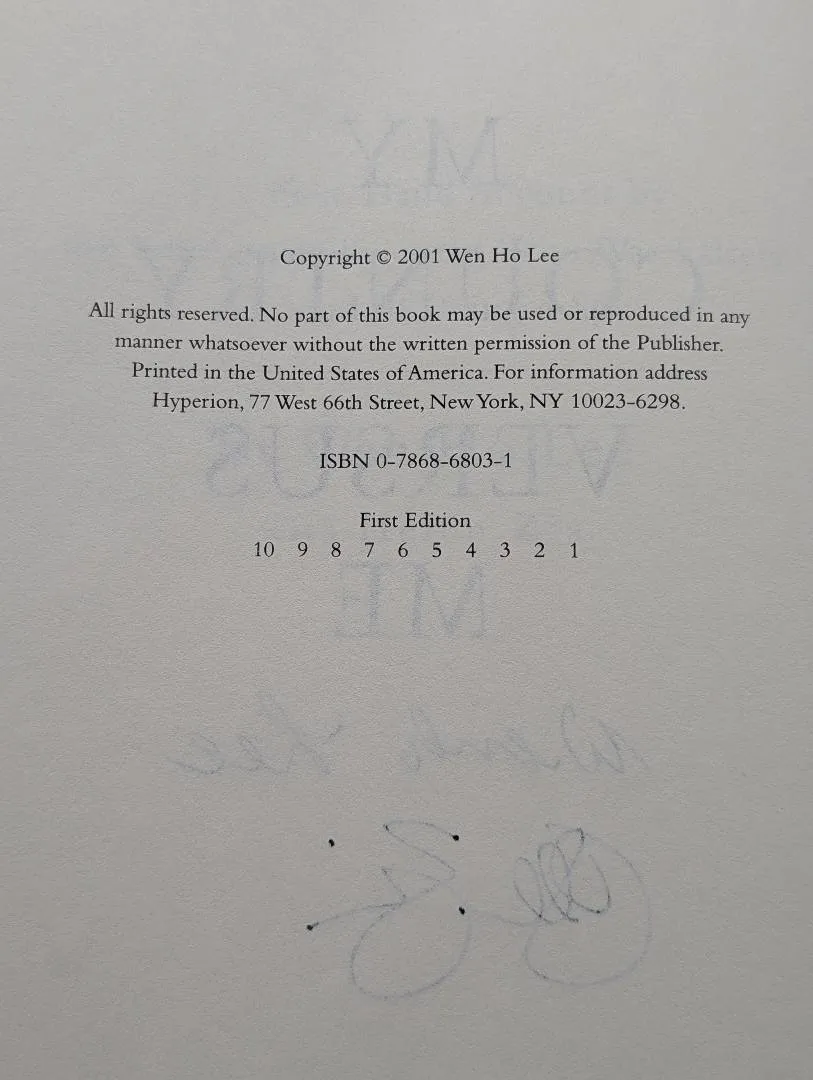 Copyright © 2001 Wen Ho Lee
All rights reserved. No part of this book may be used or reproduced in any
manner whatsoever without the written permission of the Publisher.
Printed in the United States of America. For information address
Hyperion, 77 West 66th Street, New York, NY 10023-6298.
ISBN 0-7868-6803-1
First Edition
10 9 8 7 6 5 4 3 2 1